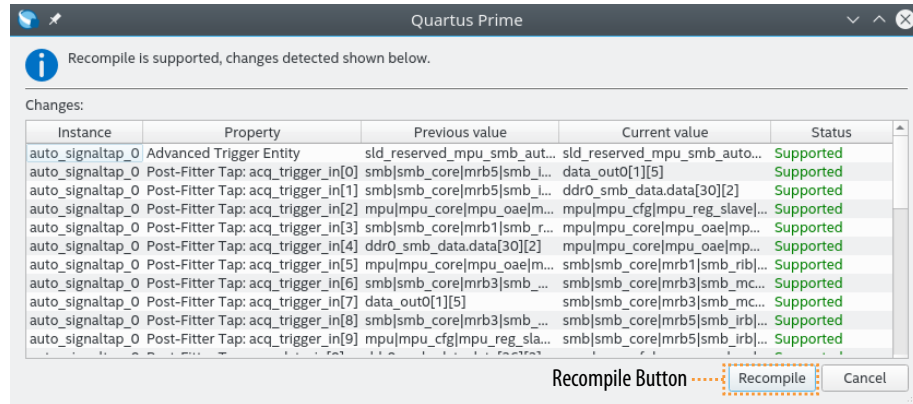 Quartus Prime
Recompile is supported, changes detected shown below.
Changes:
Instance Property Previous value Current value Status
auto_signaltap_0 Advanced Trigger Entity sld_reserved_mpu_smb_aut... sld_reserved_mpu_smb_auto... Supported
auto_signaltap_0 Post-Fitter Tap: acq_trigger_in[0] smb|smb_core|mrb5|smb_i... data_out0[1][5] Supported
auto_signaltap_0 Post-Fitter Tap: acq_trigger_in[1] smb|smb_core|mrb5|smb_i... ddr0_smb_data.data[30][2] Supported
auto_signaltap_0 Post-Fitter Tap: acq_trigger_in[2] mpu|mpu_core|mpu_oae|m... mpu|mpu_cfg|mpu_reg_slave|... Supported
auto_signaltap_0 Post-Fitter Tap: acq_trigger_in[3] smb|smb_core|mrb1|smb_r... mpu|mpu_core|mpu_oae|mp... Supported
auto_signaltap_0 Post-Fitter Tap: acq_trigger_in[4] ddr0_smb_data.data[30][2] mpu|mpu_core|mpu_oae|mp... Supported
auto_signaltap_0 Post-Fitter Tap: acq_trigger_in[5] mpu|mpu_core|mpu_oae|m... smb|smb_core|mrb1|smb_rib|... Supported
auto_signaltap_0 Post-Fitter Tap: acq_trigger_in[6] smb|smb_core|mrb3|smb_... smb|smb_core|mrb3|smb_mc... Supported
auto_signaltap_0 Post-Fitter Tap: acq_trigger_in[7] data_out0[1][5] smb|smb_core|mrb3|smb_mc... Supported
auto_signaltap_0 Post-Fitter Tap: acq_trigger_in[8] smb|smb_core|mrb3|smb_... smb|smb_core|mrb5|smb_irb|... Supported
auto_signaltap_0 Post-Fitter Tap: acq_trigger_in[9] mpu|mpu_cfg|mpu_reg_sla... smb|smb_core|mrb5|smb_irb|... Supported
Recompile Button Recompile Cancel